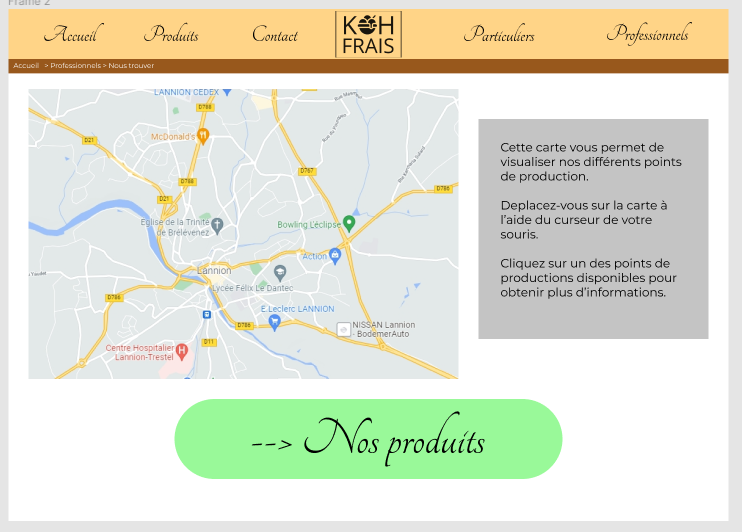 Frame 2
Accueil Produits Contact KOH FRAIS Particuliers Professionnels
Accueil > Professionnels > Nous trouver
LANNION CEDEX
D788
McDonald's
D21
D767
D788
D786
D21
Église de la Trinité
de Brélévenez
Bowling L'éclipse
Action
Lannion
Lycée Félix Le Dantec
D786
E.Leclerc LANNION
D786
NISSAN Lannion
- BodemerAuto
D11
Centre Hospitalier
Lannion-Trestel
Cette carte vous permet de
visualiser nos différents points
de production.
Deplacez-vous sur la carte à
l'aide du curseur de votre
souris.
Cliquez sur un des points de
productions disponibles pour
obtenir plus d'informations.
--> Nos produits